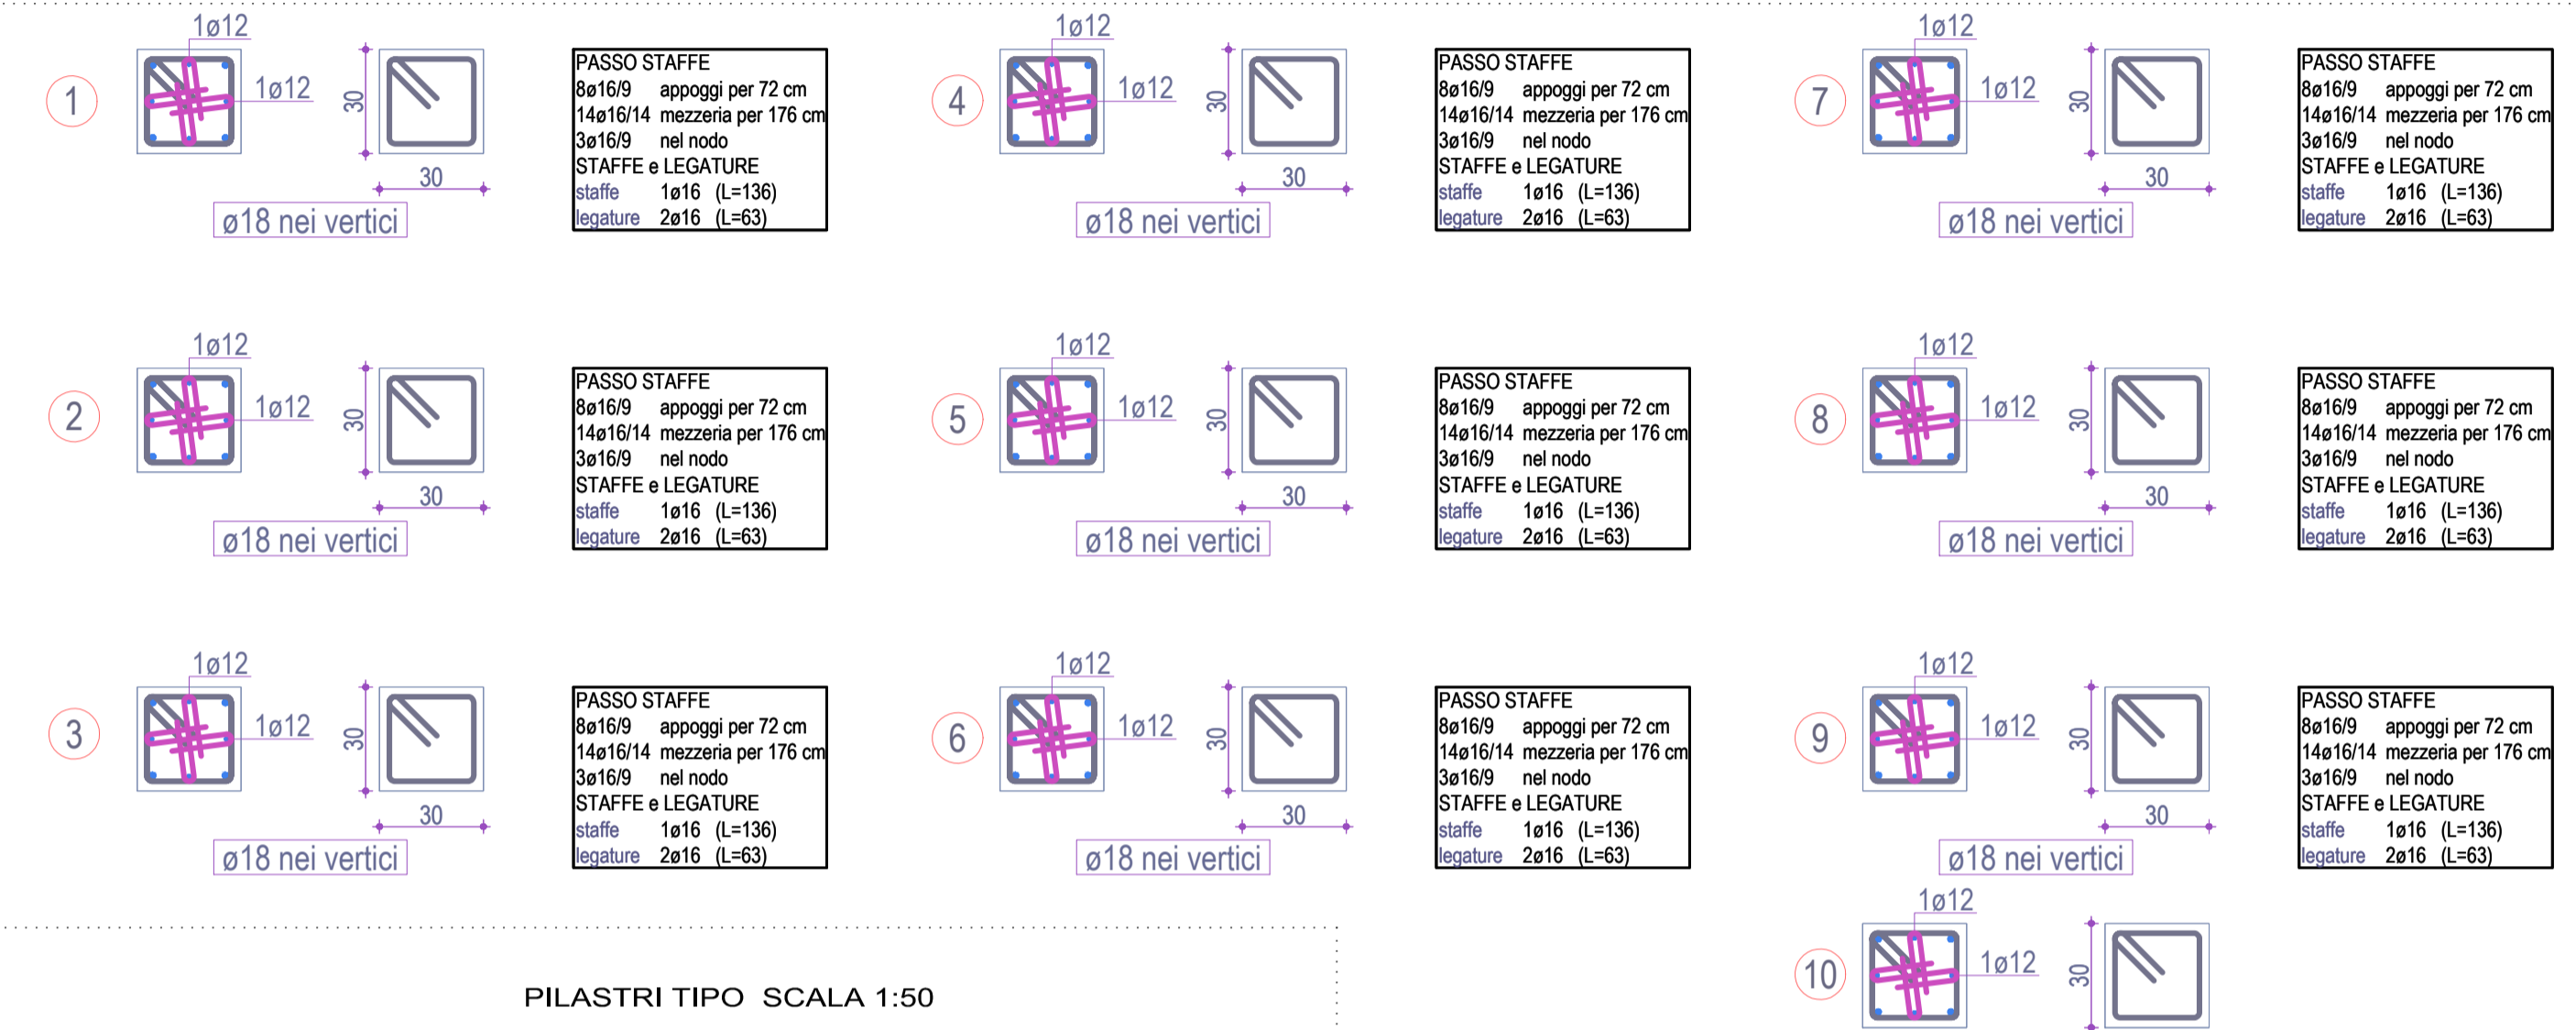 1ø12
1
1ø12
30
30
ø18 nei vertici
PASSO STAFFE
8ø16/9 appoggi per 72 cm
14ø16/14 mezzeria per 176 cm
3ø16/9 nel nodo
STAFFE e LEGATURE
staffe 1ø16 (L=136)
legature 2ø16 (L=63)
1ø12
4
1ø12
30
30
ø18 nei vertici
PASSO STAFFE
8ø16/9 appoggi per 72 cm
14ø16/14 mezzeria per 176 cm
3ø16/9 nel nodo
STAFFE e LEGATURE
staffe 1ø16 (L=136)
legature 2ø16 (L=63)
1ø12
7
1ø12
30
30
ø18 nei vertici
PASSO STAFFE
8ø16/9 appoggi per 72 cm
14ø16/14 mezzeria per 176 cm
3ø16/9 nel nodo
STAFFE e LEGATURE
staffe 1ø16 (L=136)
legature 2ø16 (L=63)
1ø12
2
1ø12
30
30
ø18 nei vertici
PASSO STAFFE
8ø16/9 appoggi per 72 cm
14ø16/14 mezzeria per 176 cm
3ø16/9 nel nodo
STAFFE e LEGATURE
staffe 1ø16 (L=136)
legature 2ø16 (L=63)
1ø12
5
1ø12
30
30
ø18 nei vertici
PASSO STAFFE
8ø16/9 appoggi per 72 cm
14ø16/14 mezzeria per 176 cm
3ø16/9 nel nodo
STAFFE e LEGATURE
staffe 1ø16 (L=136)
legature 2ø16 (L=63)
1ø12
8
1ø12
30
30
ø18 nei vertici
PASSO STAFFE
8ø16/9 appoggi per 72 cm
14ø16/14 mezzeria per 176 cm
3ø16/9 nel nodo
STAFFE e LEGATURE
staffe 1ø16 (L=136)
legature 2ø16 (L=63)
1ø12
3
1ø12
30
30
ø18 nei vertici
PASSO STAFFE
8ø16/9 appoggi per 72 cm
14ø16/14 mezzeria per 176 cm
3ø16/9 nel nodo
STAFFE e LEGATURE
staffe 1ø16 (L=136)
legature 2ø16 (L=63)
1ø12
6
1ø12
30
30
ø18 nei vertici
PASSO STAFFE
8ø16/9 appoggi per 72 cm
14ø16/14 mezzeria per 176 cm
3ø16/9 nel nodo
STAFFE e LEGATURE
staffe 1ø16 (L=136)
legature 2ø16 (L=63)
1ø12
9
1ø12
30
30
ø18 nei vertici
PASSO STAFFE
8ø16/9 appoggi per 72 cm
14ø16/14 mezzeria per 176 cm
3ø16/9 nel nodo
STAFFE e LEGATURE
staffe 1ø16 (L=136)
legature 2ø16 (L=63)
1ø12
10
1ø12
30
PILASTRI TIPO SCALA 1:50